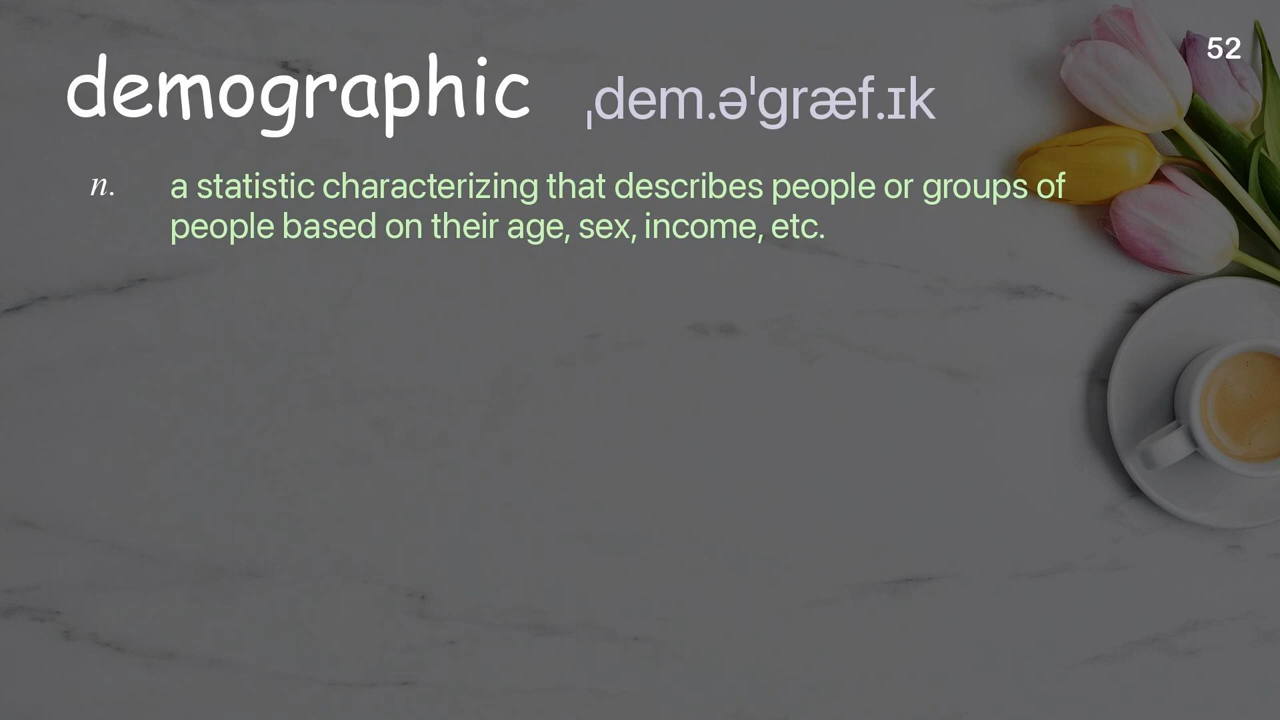 52
demographic ˌdem.əˈɡræf.ɪk
n. a statistic characterizing that describes people or groups of
people based on their age, sex, income, etc.